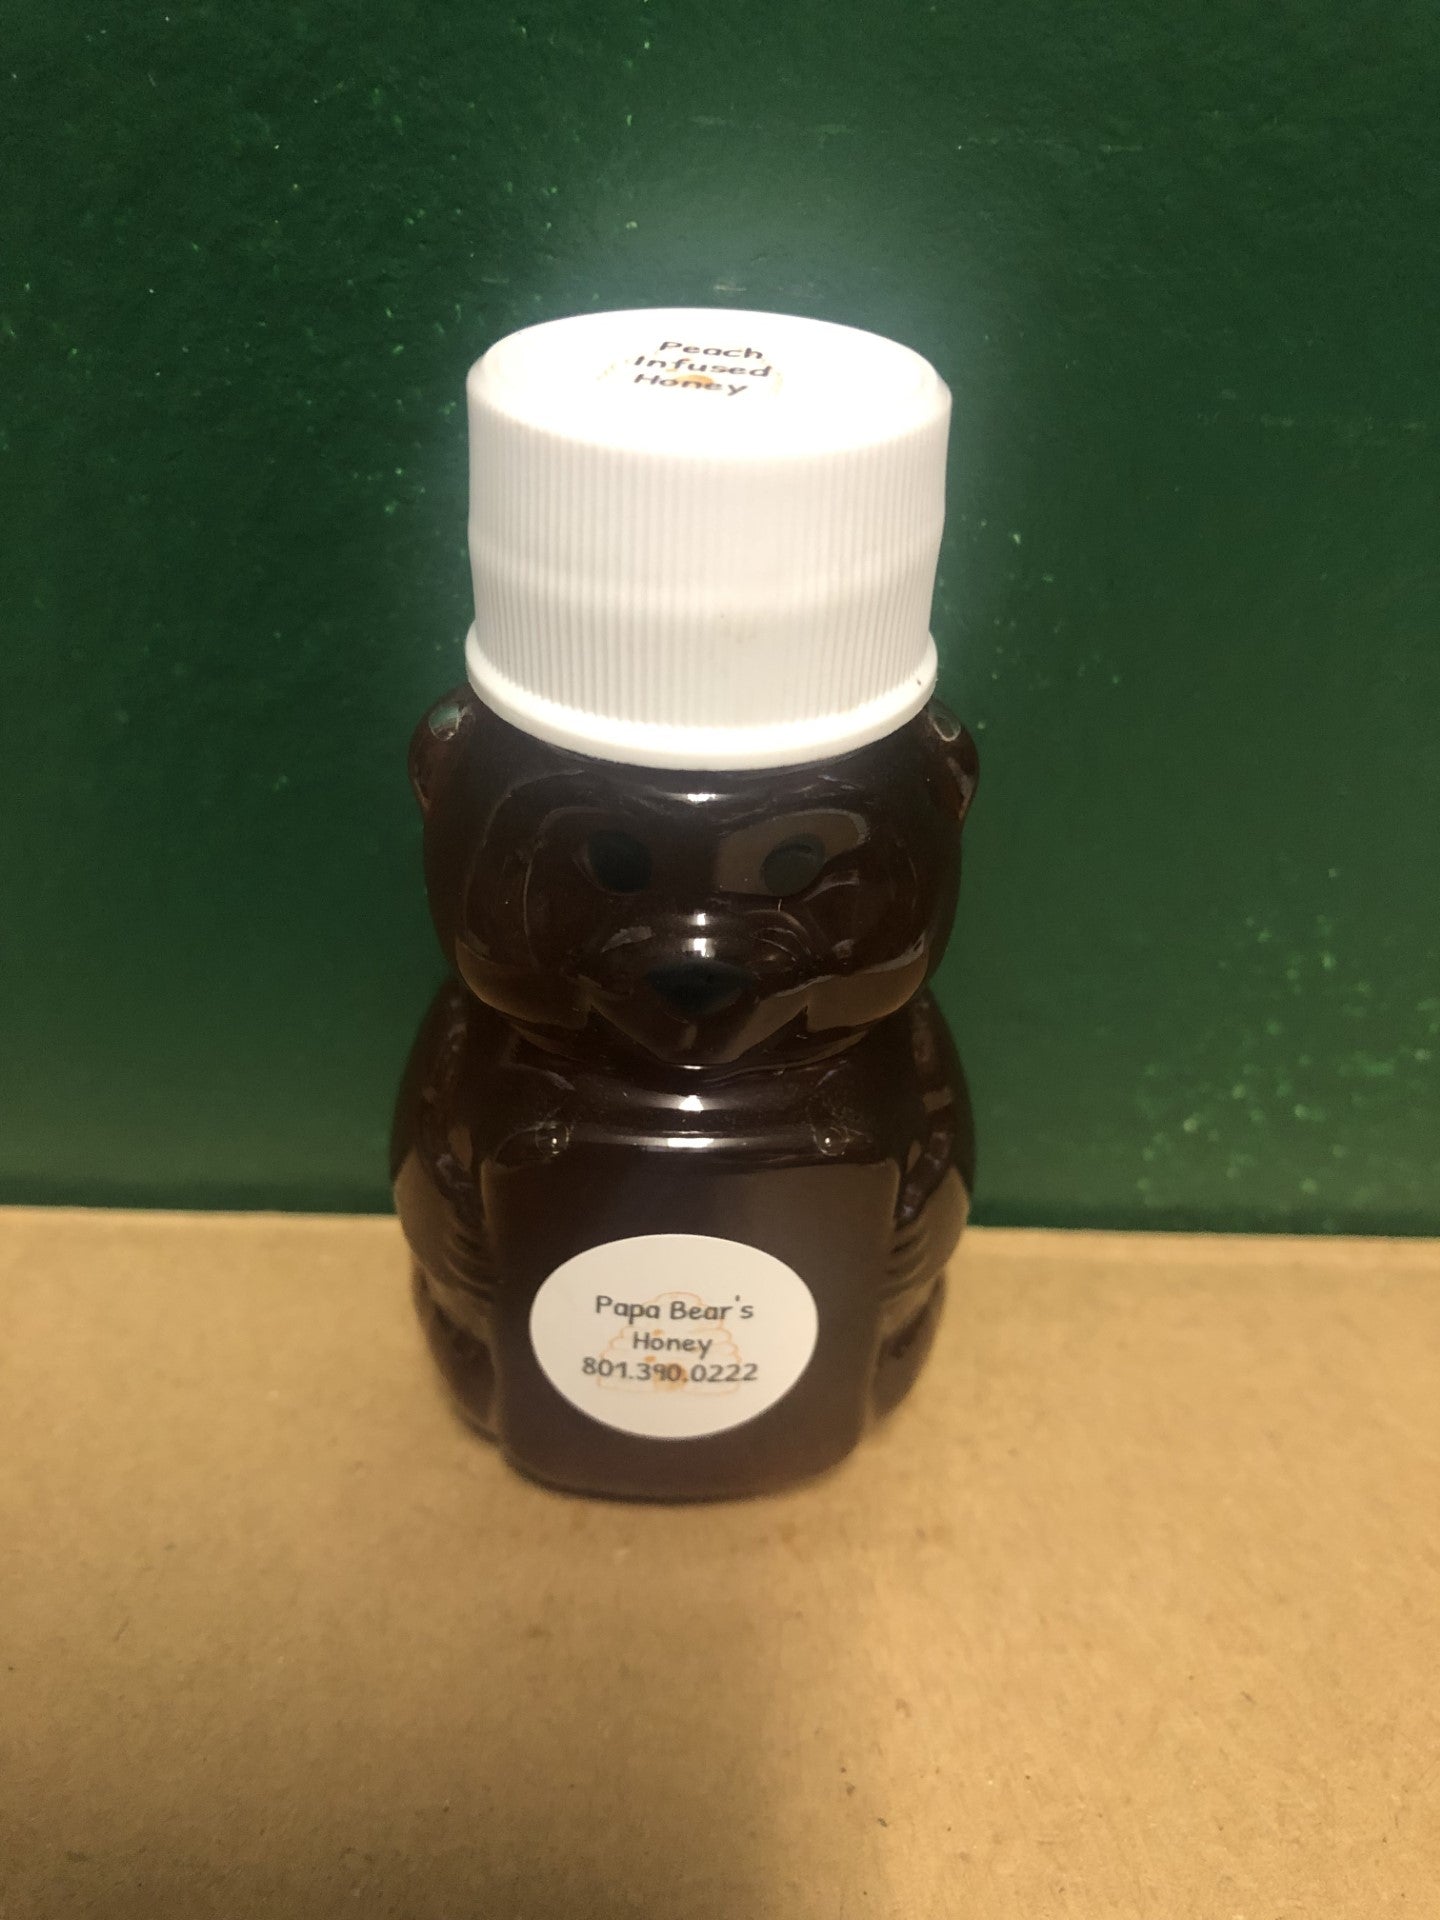 Peach
Infused
Honey
Papa Bear's
Honey
801.390.0222